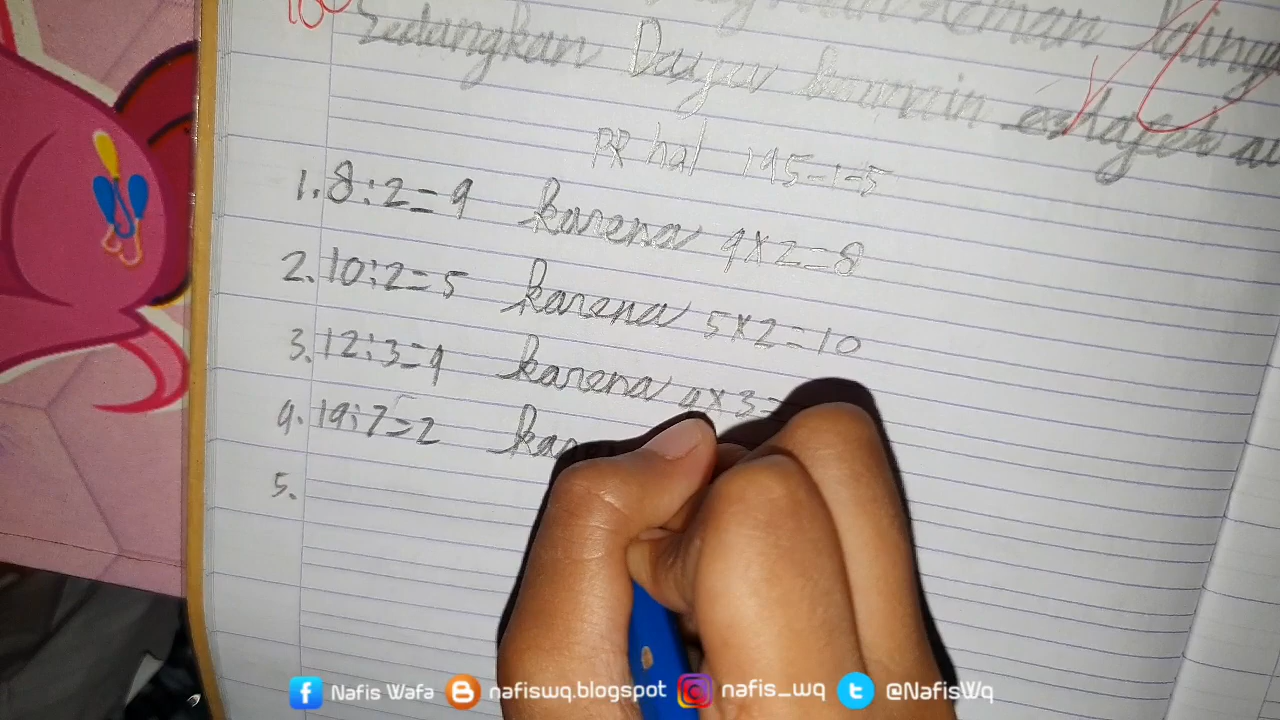 Sedangkan Dayu bermain
PR hal 195-1-5
1. 8:2=4 karena 4x2=8
2. 10:2=5 karena 5x2=10
3. 12:3=4 karena 4x3=
4. 14:7=2 kar
5.
Nafis Wafa nafiswq.blogspot nafis_wq @NafisWq